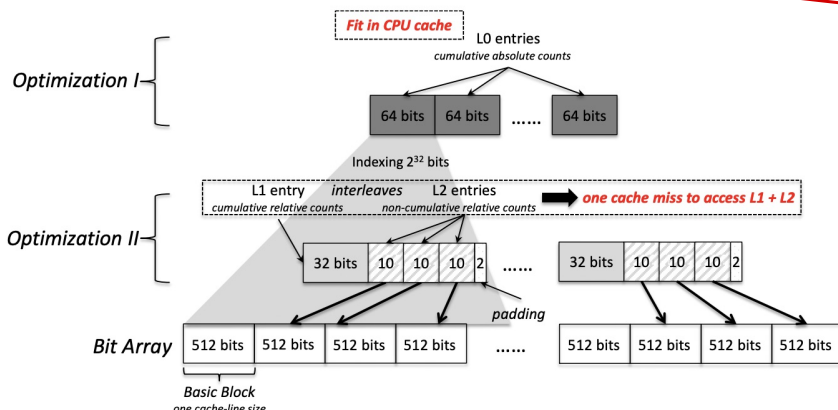 Fit in CPU cache
L0 entries
cumulative absolute counts
Optimization I
64 bits 64 bits ...... 64 bits
Indexing 2³² bits
L1 entry interleaves L2 entries one cache miss to access L1 + L2
cumulative relative counts non-cumulative relative counts
Optimization II
32 bits 10 10 10 2 ...... 32 bits 10 10 10 2
padding
Bit Array
512 bits 512 bits 512 bits 512 bits ...... 512 bits 512 bits 512 bits 512 bits
Basic Block
one cache-line size